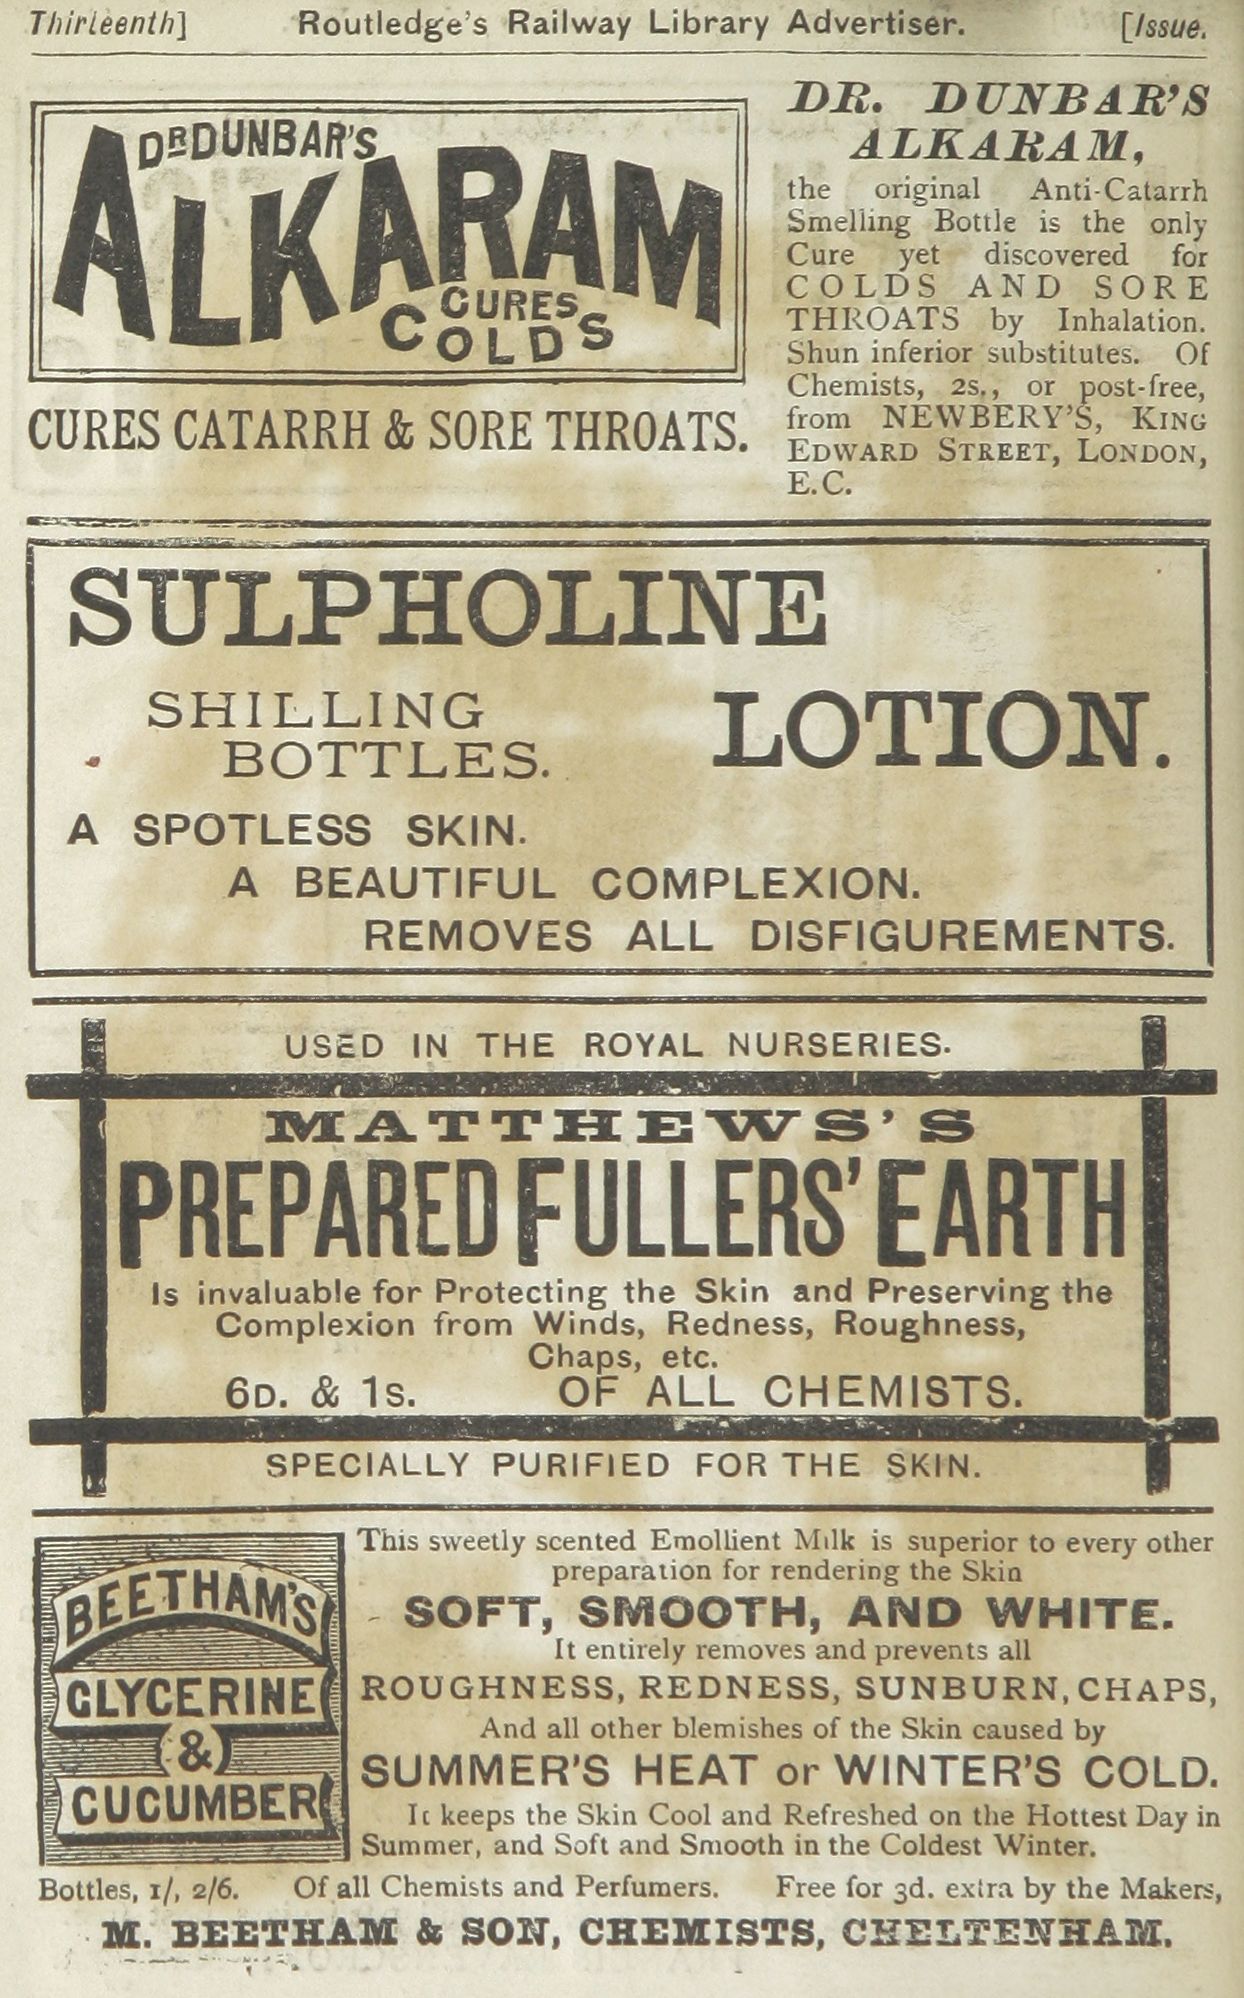 Thirteenth] Routledge's Railway Library Advertiser. [Issue.
DR DUNBAR'S
ALKARAM
CURES
COLDS
CURES CATARRH & SORE THROATS.
DR. DUNBAR'S
ALKARAM,
the original Anti-Catarrh
Smelling Bottle is the only
Cure yet discovered for
COLDS AND SORE
THROATS by Inhalation.
Shun inferior substitutes. Of
Chemists, 2s., or post-free,
from NEWBERY'S, KING
EDWARD STREET, LONDON,
E.C.
SULPHOLINE
SHILLING
BOTTLES.
LOTION.
A SPOTLESS SKIN.
A BEAUTIFUL COMPLEXION.
REMOVES ALL DISFIGUREMENTS.
USED IN THE ROYAL NURSERIES.
MATTHEWS'S
PREPARED FULLERS' EARTH
Is invaluable for Protecting the Skin and Preserving the
Complexion from Winds, Redness, Roughness,
Chaps, etc.
6D. & 1s. OF ALL CHEMISTS.
SPECIALLY PURIFIED FOR THE SKIN.
BEETHAM'S
GLYCERINE
&
CUCUMBER
This sweetly scented Emollient Milk is superior to every other
preparation for rendering the Skin
SOFT, SMOOTH, AND WHITE.
It entirely removes and prevents all
ROUGHNESS, REDNESS, SUNBURN, CHAPS,
And all other blemishes of the Skin caused by
SUMMER'S HEAT or WINTER'S COLD.
It keeps the Skin Cool and Refreshed on the Hottest Day in
Summer, and Soft and Smooth in the Coldest Winter.
Bottles, 1/, 2/6. Of all Chemists and Perfumers. Free for 3d. extra by the Makers,
M. BEETHAM & SON, CHEMISTS, CHELTENHAM.